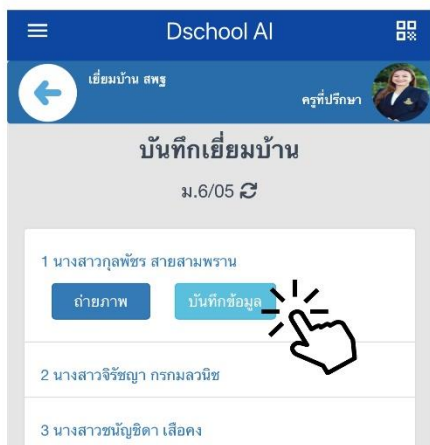 Dschool AI
เยี่ยมบ้าน สพฐ
ครูที่ปรึกษา
บันทึกเยี่ยมบ้าน
ม.6/05
1 นางสาวกุลพัชร สายสามพราน
ถ่ายภาพ
บันทึกข้อมูล
2 นางสาวจิรัชญา กรกมลวนิช
3 นางสาวชนัญชิดา เสือคง